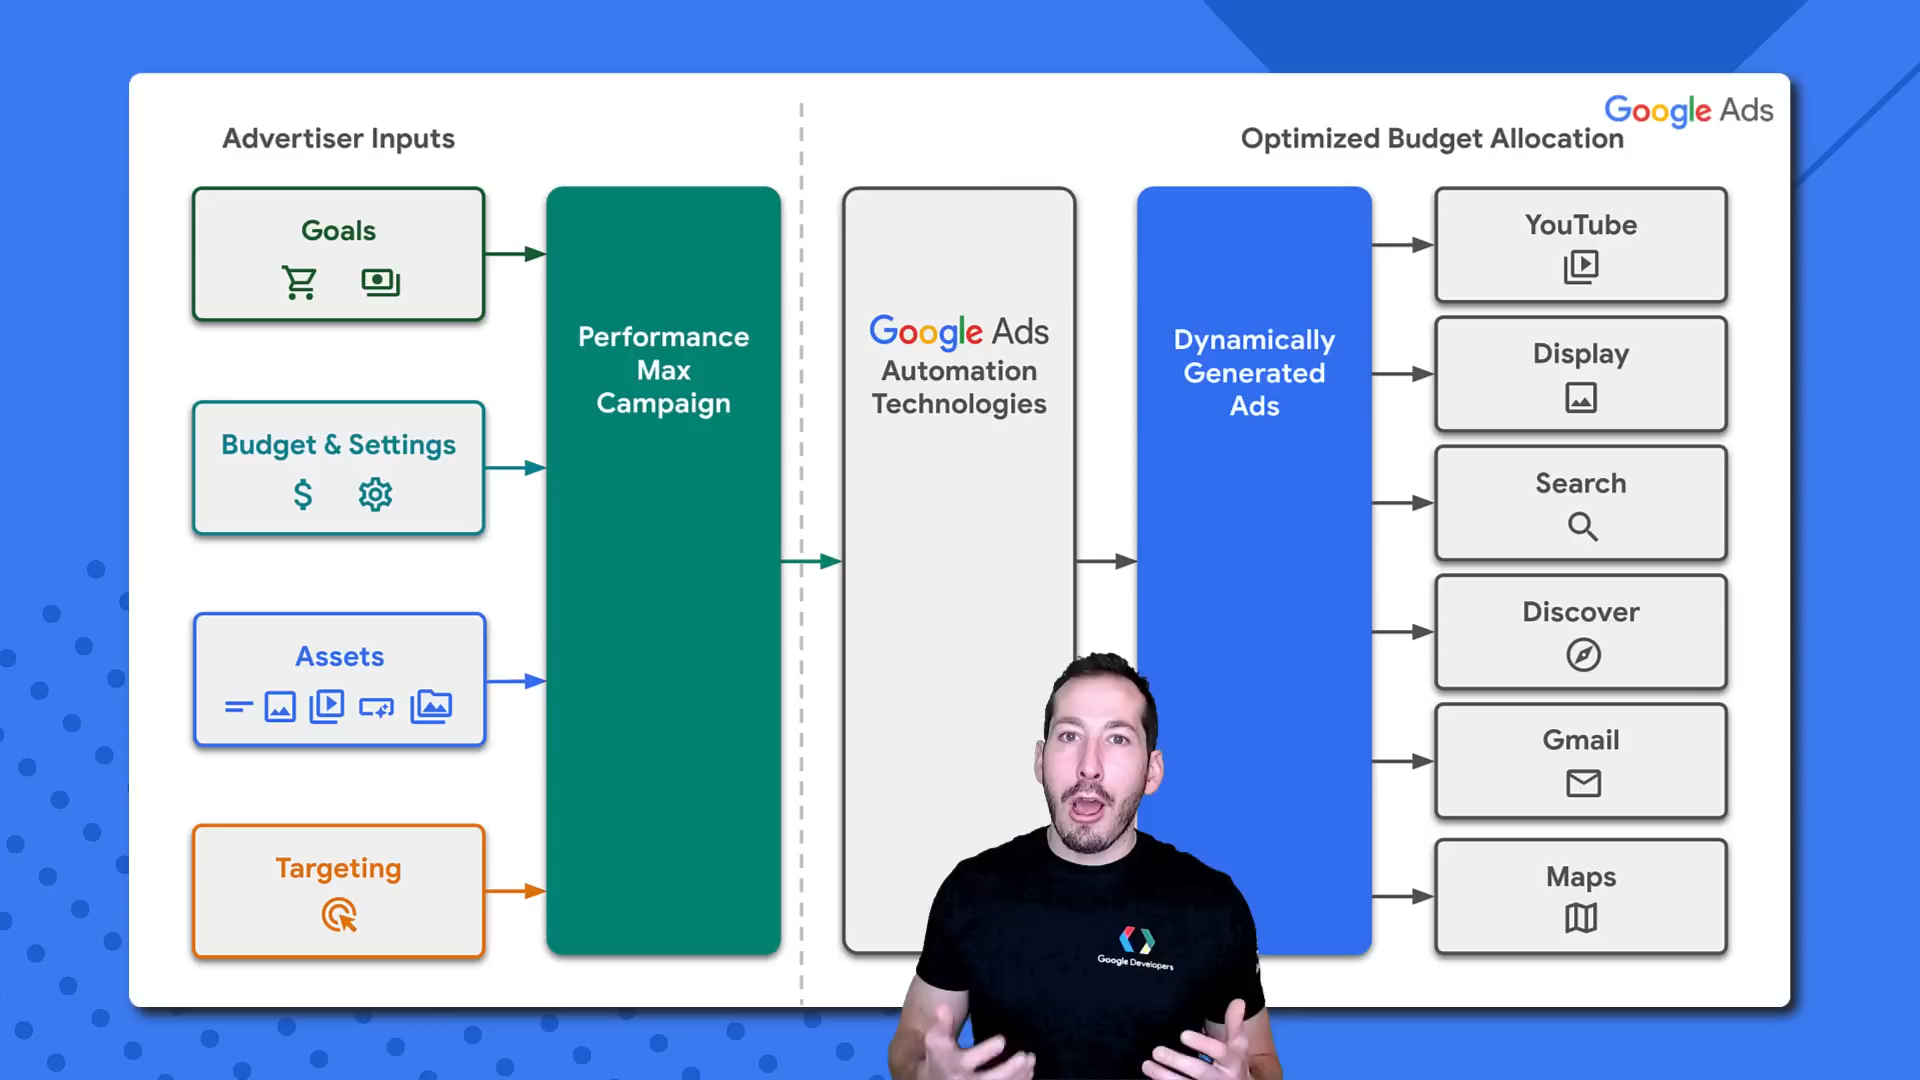 Google Ads
Advertiser Inputs
Optimized Budget Allocation
Goals
Budget & Settings
$
Assets
Targeting
Performance
Max
Campaign
Google Ads
Automation
Technologies
Dynamically
Generated
Ads
YouTube
Display
Search
Discover
Gmail
Maps
Google Developers